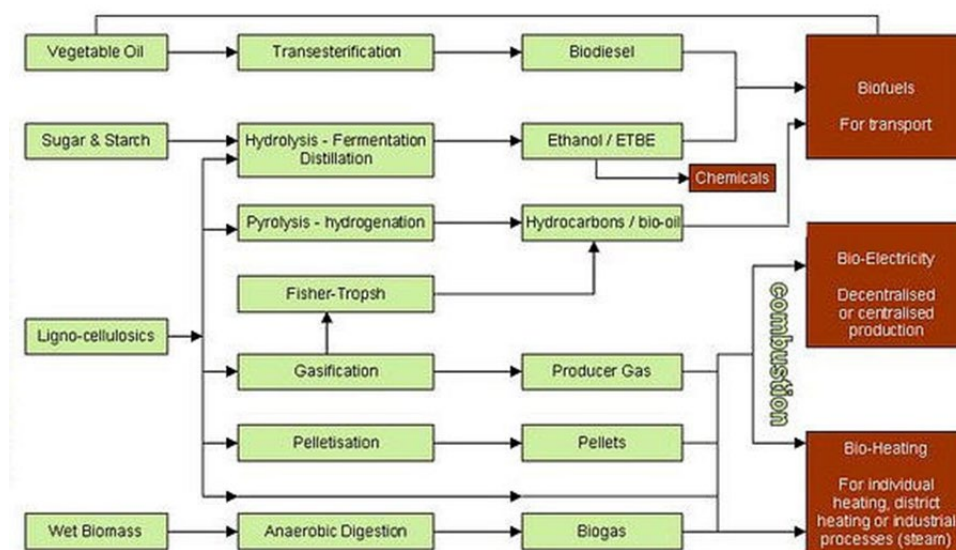 Vegetable Oil
Transesterification
Biodiesel
Biofuels
For transport
Sugar & Starch
Hydrolysis - Fermentation
Distillation
Ethanol / ETBE
Chemicals
Pyrolysis - hydrogenation
Hydrocarbons / bio-oil
Bio-Electricity
Decentralised
or centralised
production
Fisher-Tropsh
combustion
Ligno-cellulosics
Gasification
Producer Gas
Pelletisation
Pellets
Bio-Heating
For individual
heating, district
heating or industrial
processes (steam)
Wet Biomass
Anaerobic Digestion
Biogas